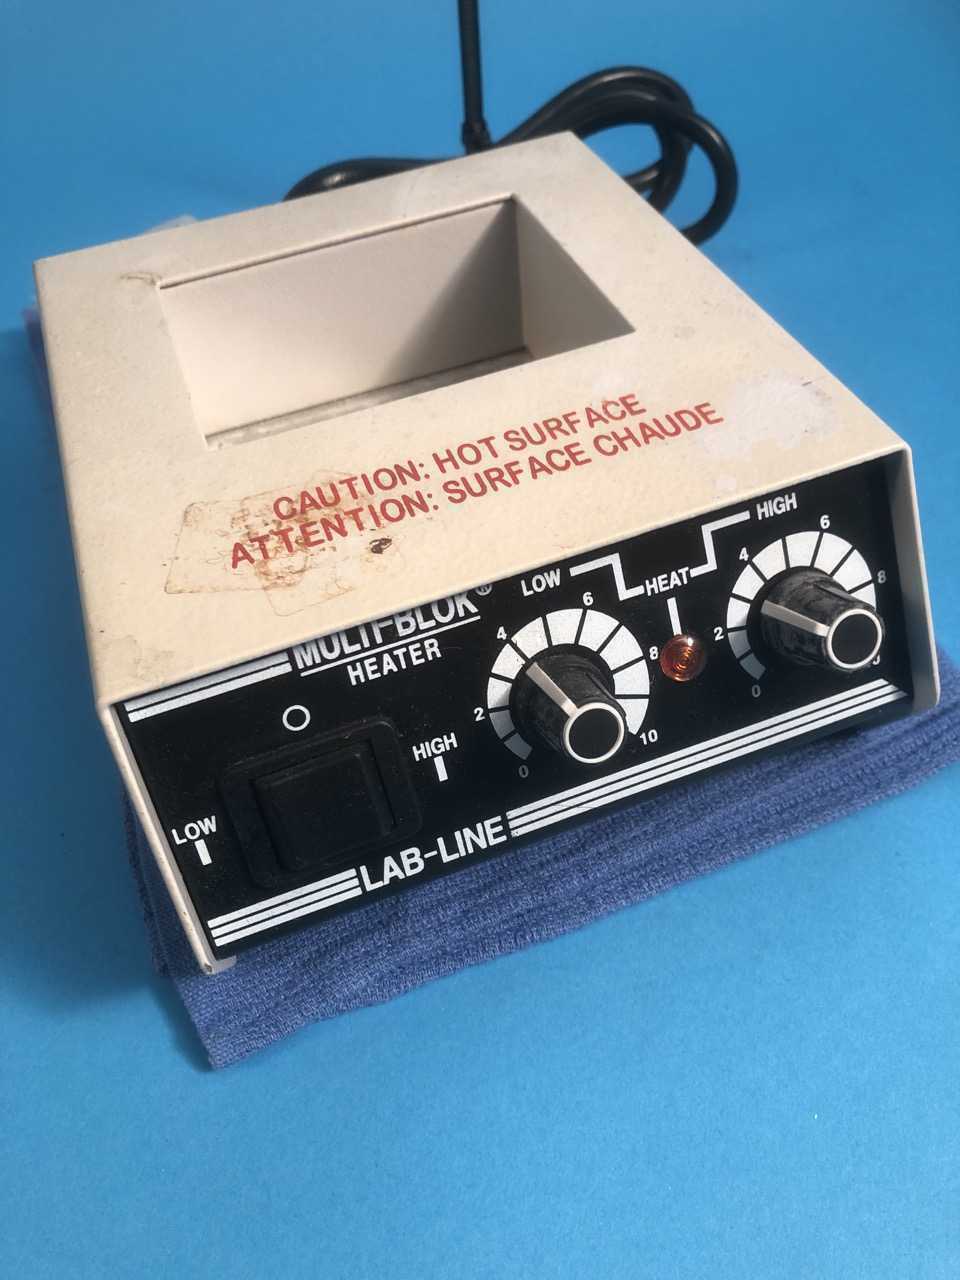 CAUTION: HOT SURFACE
ATTENTION: SURFACE CHAUDE
MULTI-BLOK®
HEATER
LOW
HEAT
HIGH
0 2 4 6 8 10
0 2 4 6 8
LOW
HIGH
LAB-LINE